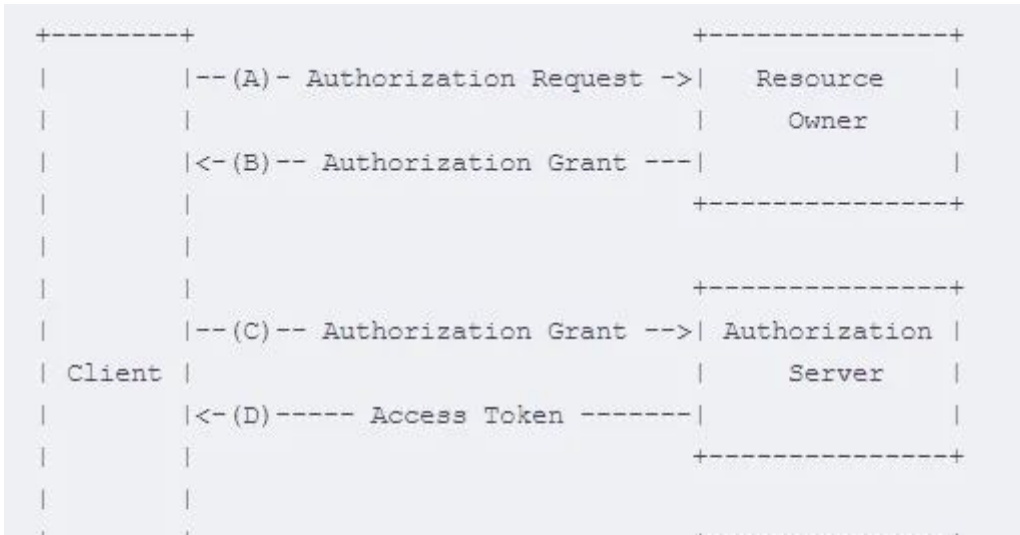 +---------+                               +---------------+
|         |--(A)- Authorization Request ->|   Resource    |
|         |                               |     Owner     |
|         |<-(B)-- Authorization Grant ---|               |
|         |                               +---------------+
|         |
|         |                               +---------------+
|         |--(C)-- Authorization Grant -->| Authorization |
| Client  |                               |     Server    |
|         |<-(D)----- Access Token -------|               |
|         |                               +---------------+
|         |